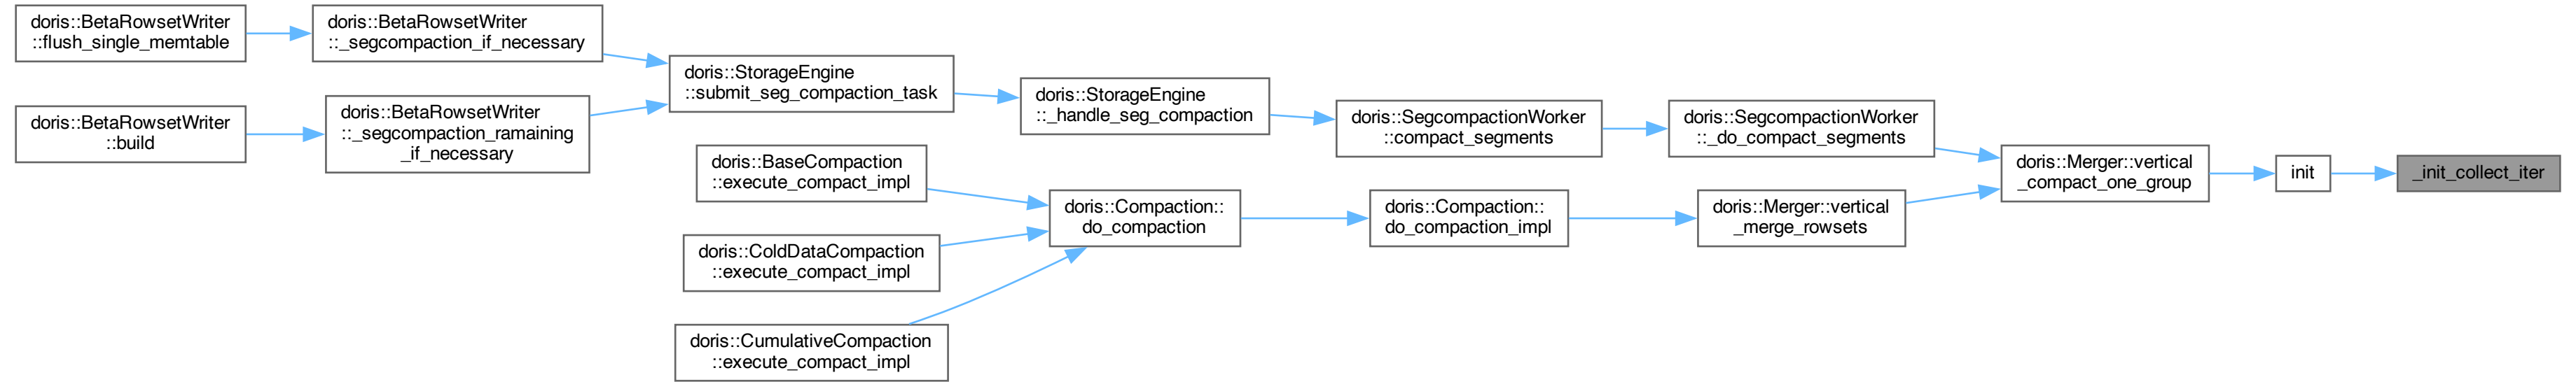 doris::BetaRowsetWriter
::flush_single_memtable
doris::BetaRowsetWriter
::_segcompaction_if_necessary
doris::BetaRowsetWriter
::build
doris::BetaRowsetWriter
::_segcompaction_ramaining
_if_necessary
doris::StorageEngine
::submit_seg_compaction_task
doris::StorageEngine
::_handle_seg_compaction
doris::SegcompactionWorker
::compact_segments
doris::SegcompactionWorker
::_do_compact_segments
doris::BaseCompaction
::execute_compact_impl
doris::ColdDataCompaction
::execute_compact_impl
doris::CumulativeCompaction
::execute_compact_impl
doris::Compaction::
do_compaction
doris::Compaction::
do_compaction_impl
doris::Merger::vertical
_merge_rowsets
doris::Merger::vertical
_compact_one_group
init
_init_collect_iter